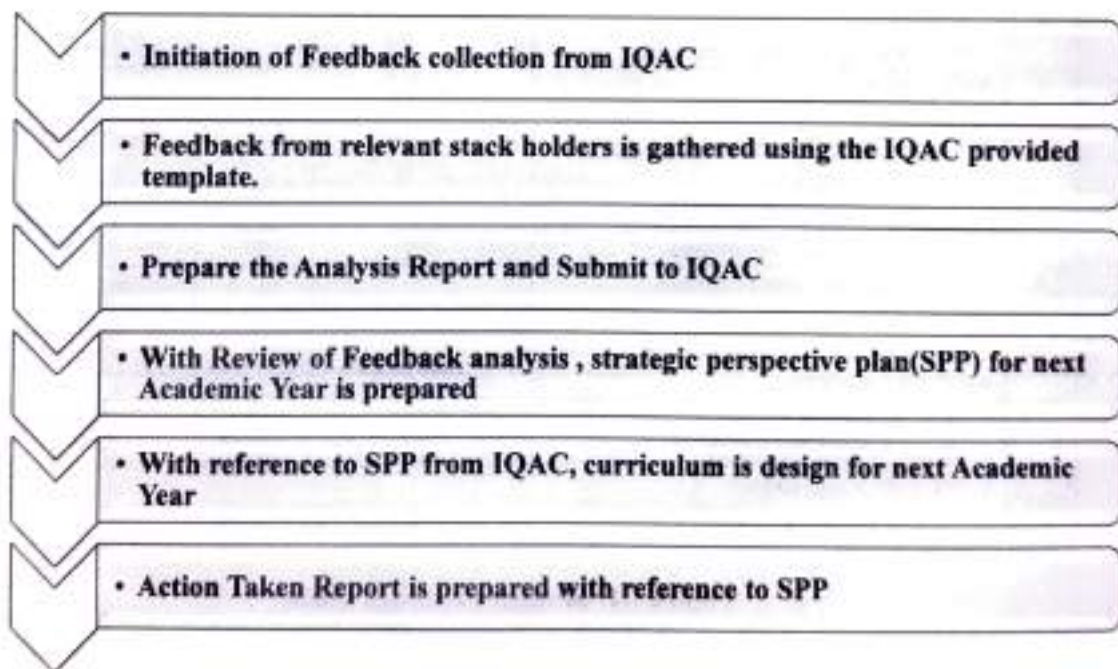 • Initiation of Feedback collection from IQAC
• Feedback from relevant stack holders is gathered using the IQAC provided
template.
• Prepare the Analysis Report and Submit to IQAC
• With Review of Feedback analysis , strategic perspective plan(SPP) for next
Academic Year is prepared
• With reference to SPP from IQAC, curriculum is design for next Academic
Year
• Action Taken Report is prepared with reference to SPP